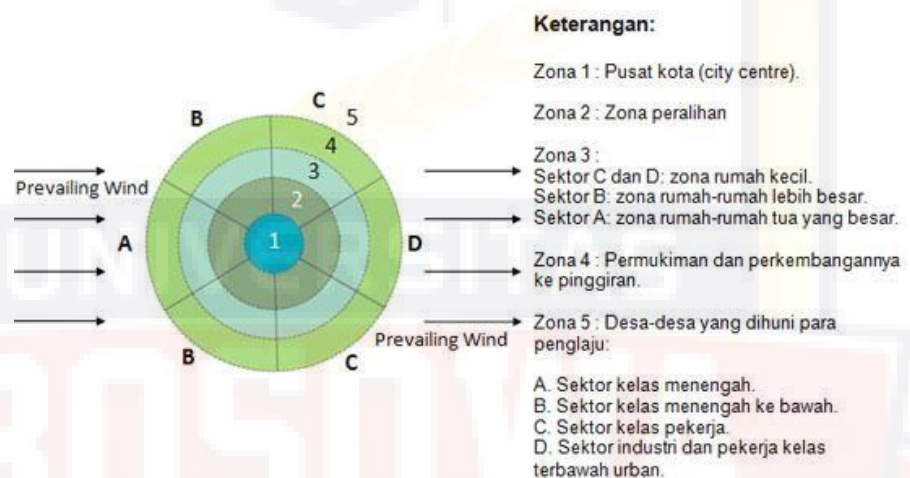 Keterangan:
Zona 1 : Pusat kota (city centre).
Zona 2 : Zona peralihan
Zona 3 :
Sektor C dan D: zona rumah kecil.
Sektor B: zona rumah-rumah lebih besar.
Sektor A: zona rumah-rumah tua yang besar.
Zona 4 : Permukiman dan perkembangannya
ke pinggiran.
Zona 5 : Desa-desa yang dihuni para
penglaju:
A. Sektor kelas menengah.
B. Sektor kelas menengah ke bawah.
C. Sektor kelas pekerja.
D. Sektor industri dan pekerja kelas
terbawah urban.
C
5
B
4
3
Prevailing Wind
2
A
1
D
Prevailing Wind
B
C
UNIVERSITAS
BOSOWA